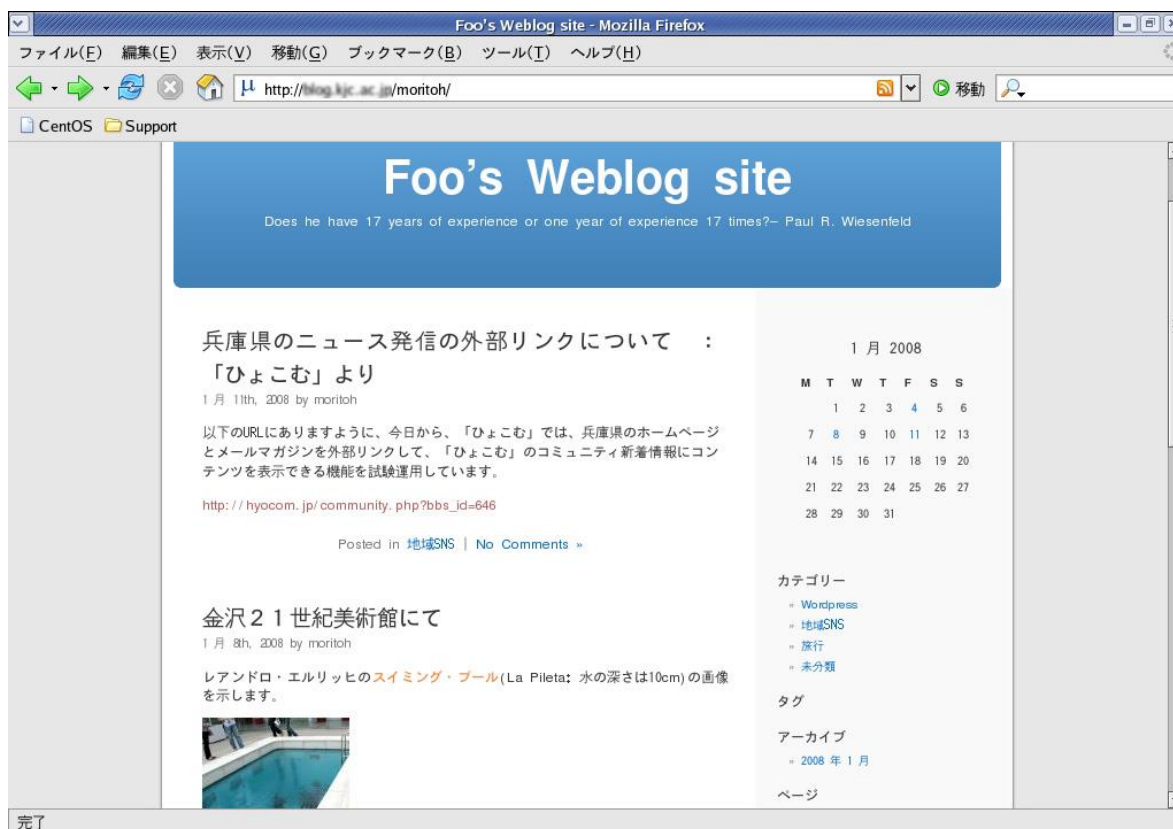 Foo's Weblog site - Mozilla Firefox
ファイル(F) 編集(E) 表示(V) 移動(G) ブックマーク(B) ツール(T) ヘルプ(H)
http://blog.kjc.ac.jp/moritoh/ 移動
CentOS Support
Foo's Weblog site
Does he have 17 years of experience or one year of experience 17 times?– Paul R. Wiesenfeld
兵庫県のニュース発信の外部リンクについて :
「ひょこむ」より
1 月 11th, 2008 by moritoh
以下のURLにありますように、今日から、「ひょこむ」では、兵庫県のホームページ
とメールマガジンを外部リンクして、「ひょこむ」のコミュニティ新着情報にコン
テンツを表示できる機能を試験運用しています。
http://hyocom.jp/community.php?bbs_id=646
Posted in 地域SNS | No Comments »
金沢21世紀美術館にて
1 月 8th, 2008 by moritoh
レアンドロ・エルリッヒのスイミング・プール(La Pileta; 水の深さは10cm)の画像
を示します。
1 月 2008
M T W T F S S
1 2 3 4 5 6
7 8 9 10 11 12 13
14 15 16 17 18 19 20
21 22 23 24 25 26 27
28 29 30 31
カテゴリー
» Wordpress
» 地域SNS
» 旅行
» 未分類
タグ
アーカイブ
» 2008 年 1 月
ページ
完了